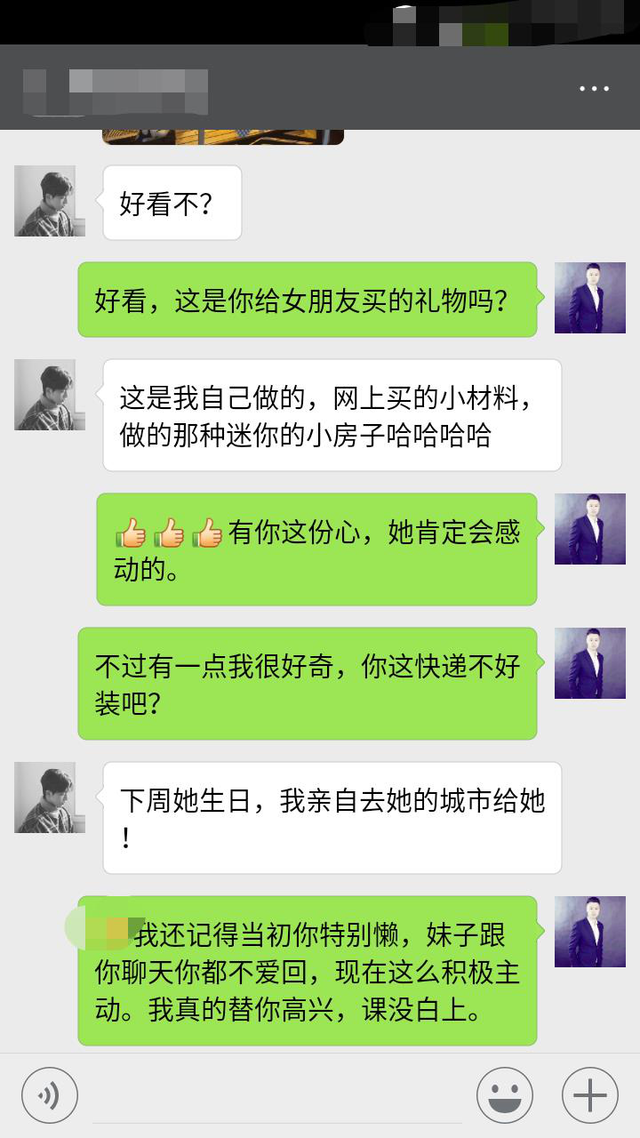 好看不？
好看，这是你给女朋友买的礼物吗？
这是我自己做的，网上买的小材料，
做的那种迷你的小房子哈哈哈哈
👍👍👍有你这份心，她肯定会感
动的。
不过有一点我很好奇，你这快递不好
装吧？
下周她生日，我亲自去她的城市给她
！
我还记得当初你特别懒，妹子跟
你聊天你都不爱回，现在这么积极主
动。我真的替你高兴，课没白上。